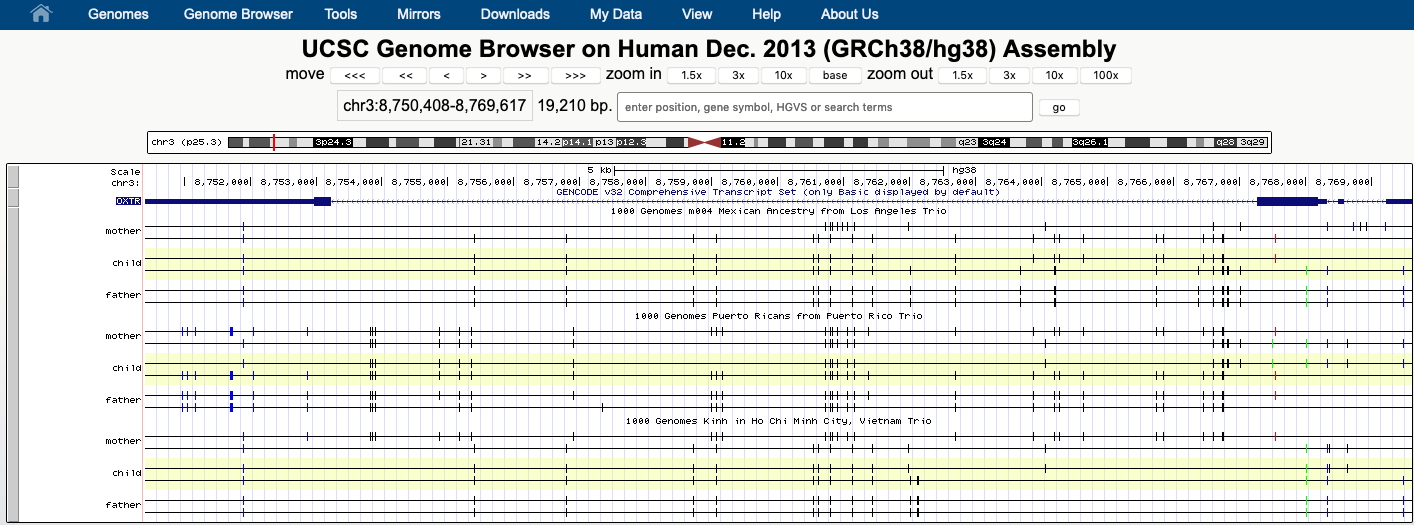 Genomes Genome Browser Tools Mirrors Downloads My Data View Help About Us
UCSC Genome Browser on Human Dec. 2013 (GRCh38/hg38) Assembly
move <<< << < > >> >>> zoom in 1.5x 3x 10x base zoom out 1.5x 3x 10x 100x
chr3:8,750,408-8,769,617 19,210 bp. enter position, gene symbol, HGVS or search terms go
chr3 (p25.3) 3p24.3 21.31 14.2 p14.1 p13 p12.3 11.2 q23 3q24 3q26.1 q28 3q29
Scale 5 kb hg38
chr3: 8,752,000 8,753,000 8,754,000 8,755,000 8,756,000 8,757,000 8,758,000 8,759,000 8,760,000 8,761,000 8,762,000 8,763,000 8,764,000 8,765,000 8,766,000 8,767,000 8,768,000 8,769,000
GENCODE v32 Comprehensive Transcript Set (only Basic displayed by default)
OXTR
1000 Genomes m004 Mexican Ancestry from Los Angeles Trio
mother
child
father
1000 Genomes Puerto Ricans from Puerto Rico Trio
mother
child
father
1000 Genomes Kinh in Ho Chi Minh City, Vietnam Trio
mother
child
father